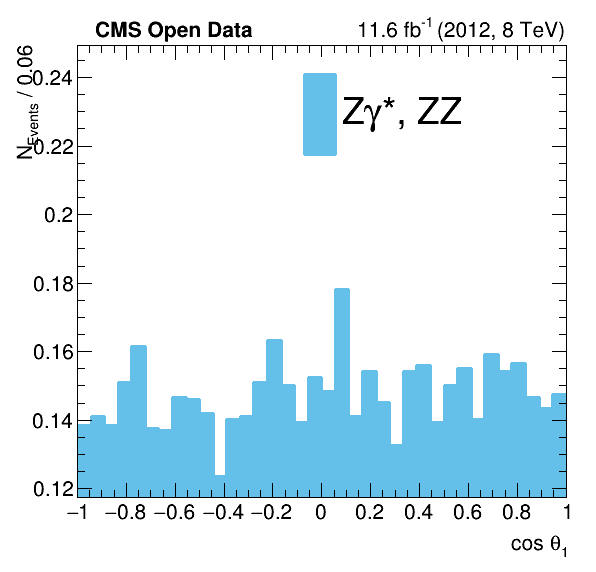 CMS Open Data 11.6 fb⁻¹ (2012, 8 TeV)
N_Events / 0.06
0.24
Zγ*, ZZ
0.22
0.2
0.18
0.16
0.14
0.12
−1 −0.8 −0.6 −0.4 −0.2 0 0.2 0.4 0.6 0.8 1
cos θ₁